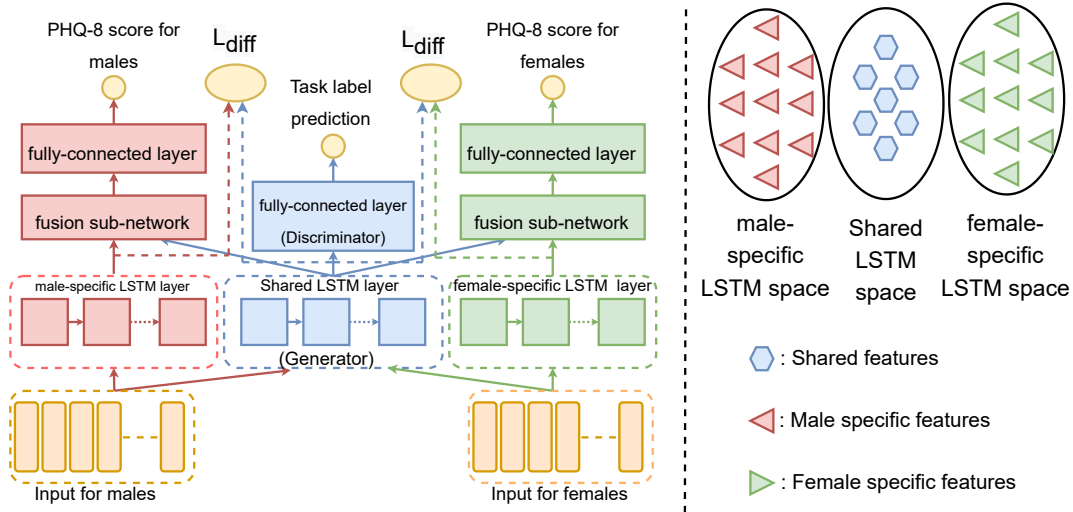 PHQ-8 score for
males
L_diff
L_diff
PHQ-8 score for
females
Task label
prediction
fully-connected layer
fully-connected layer
fully-connected layer
(Discriminator)
fusion sub-network
fusion sub-network
male-specific LSTM layer
Shared LSTM layer
female-specific LSTM layer
(Generator)
Input for males
Input for females
male-
specific
LSTM space
Shared
LSTM
space
female-
specific
LSTM space
: Shared features
: Male specific features
: Female specific features